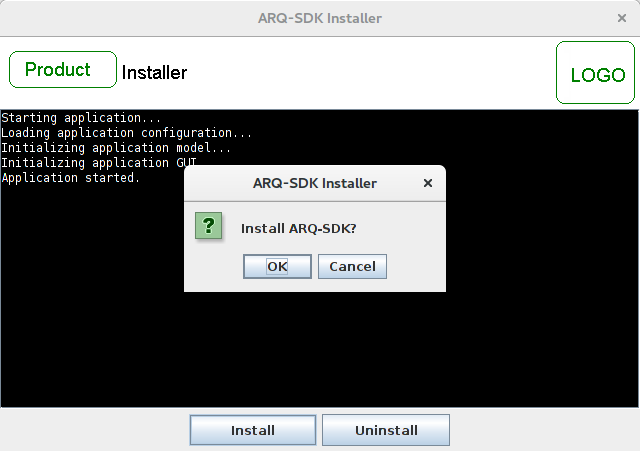 ARQ-SDK Installer
Product Installer
LOGO
Starting application...
Loading application configuration...
Initializing application model...
Initializing application GUI
Application started.
ARQ-SDK Installer
?
Install ARQ-SDK?
OK Cancel
Install Uninstall